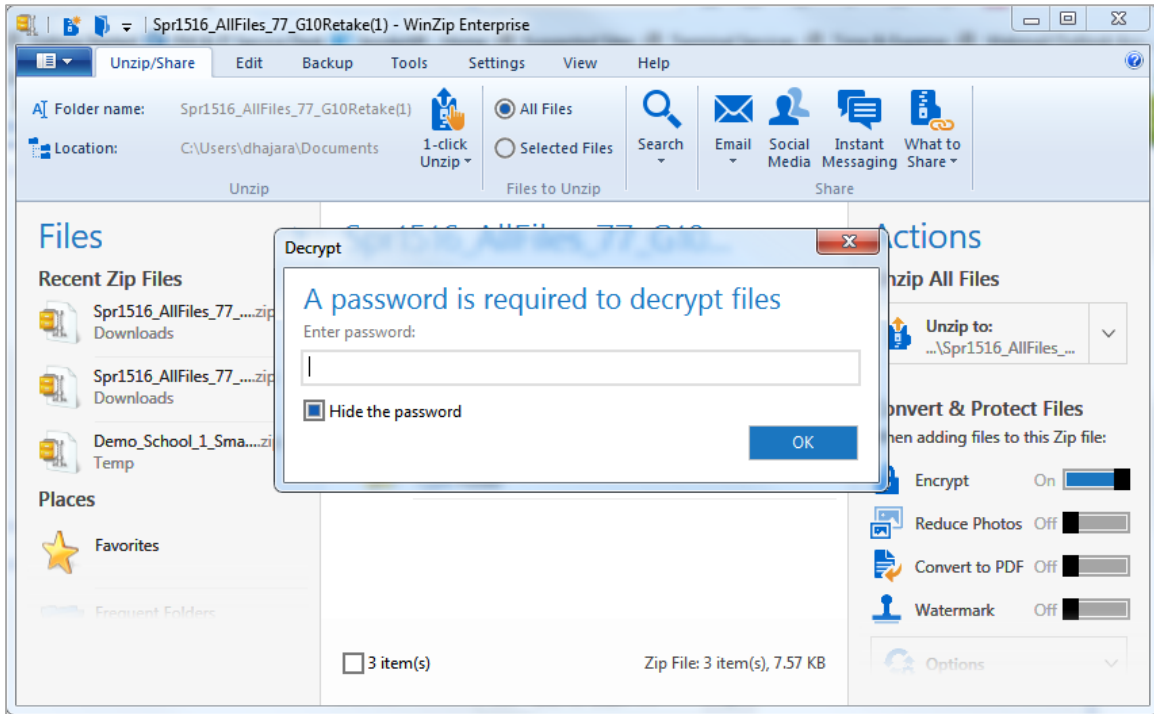 Spr1516_AllFiles_77_G10Retake(1) - WinZip Enterprise
Unzip/Share Edit Backup Tools Settings View Help
Folder name: Spr1516_AllFiles_77_G10Retake(1)
Location: C:\Users\dhajara\Documents
1-click
Unzip
Unzip
All Files
Selected Files
Files to Unzip
Search
Email
Social
Media
Instant
Messaging
What to
Share
Share
Files
Recent Zip Files
Spr1516_AllFiles_77_....zip
Downloads
Spr1516_AllFiles_77_....zip
Downloads
Demo_School_1_Sma....zi
Temp
Places
Favorites
Frequent Folders
Spr1516_AllFiles_77_G10...
Decrypt
A password is required to decrypt files
Enter password:
Hide the password
OK
3 item(s)
Zip File: 3 item(s), 7.57 KB
Actions
nzip All Files
Unzip to:
...\Spr1516_AllFiles_...
onvert & Protect Files
hen adding files to this Zip file:
Encrypt On
Reduce Photos Off
Convert to PDF Off
Watermark Off
Options